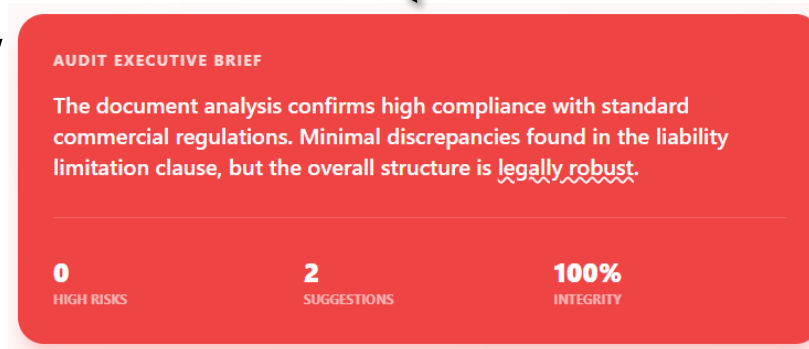 AUDIT EXECUTIVE BRIEF
The document analysis confirms high compliance with standard
commercial regulations. Minimal discrepancies found in the liability
limitation clause, but the overall structure is legally robust.
0 2 100%
HIGH RISKS SUGGESTIONS INTEGRITY